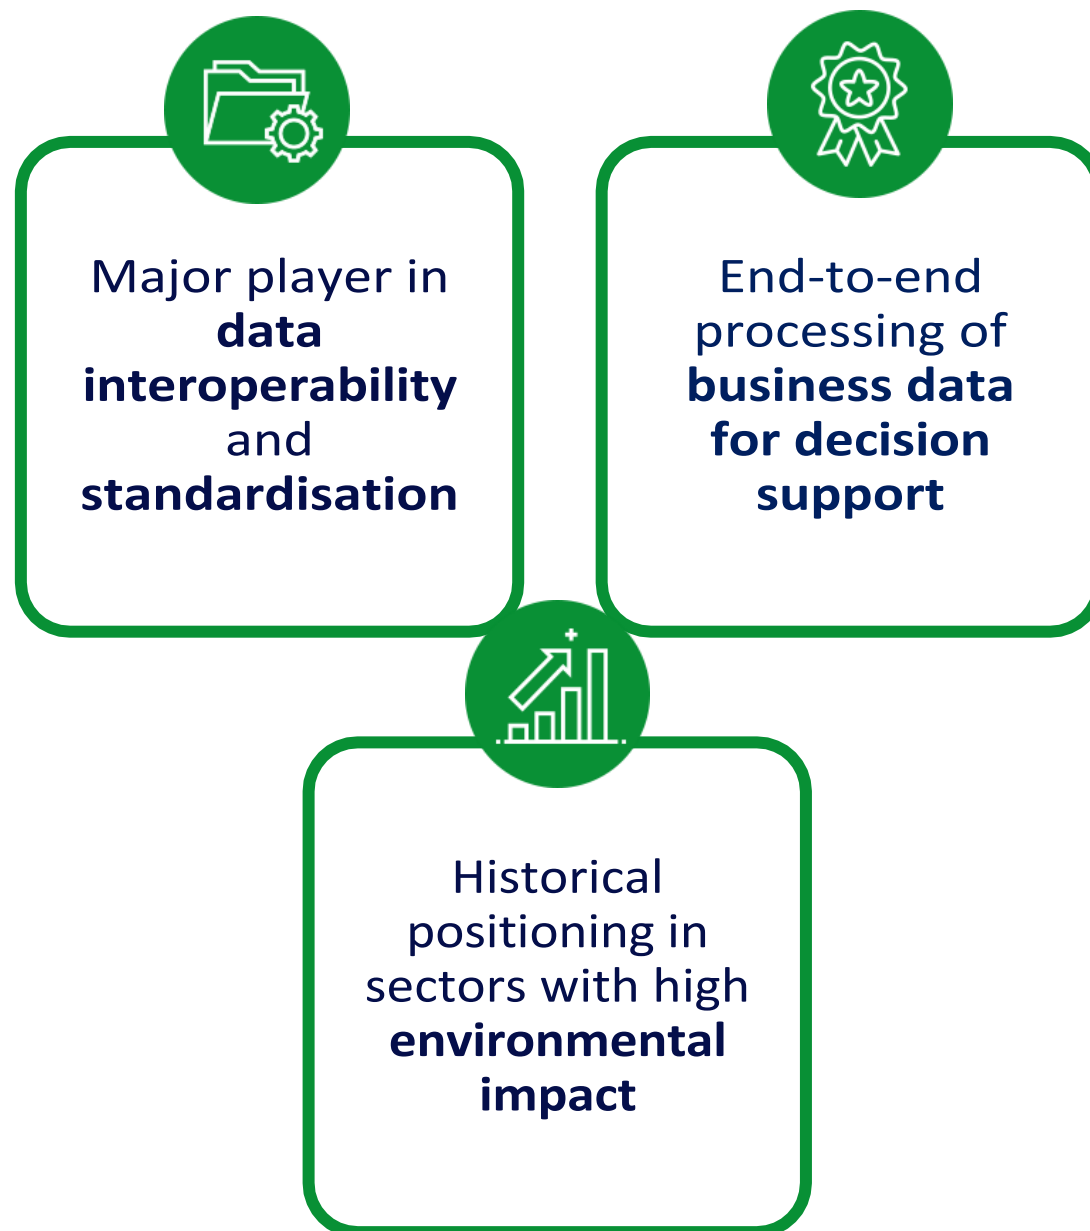 Major player in
data
interoperability
and
standardisation
End-to-end
processing of
business data
for decision
support
Historical
positioning in
sectors with high
environmental
impact